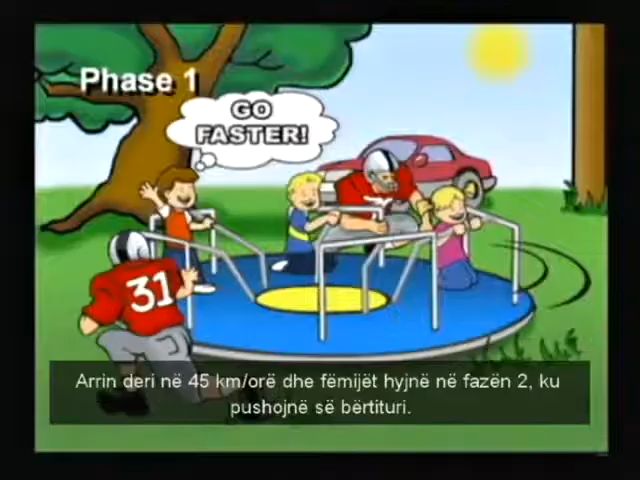 Phase 1
GO
FASTER!
31
Arrin deri në 45 km/orë dhe fëmijët hyjnë në fazën 2, ku
pushojnë së bërtituri.